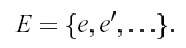 E = {e, e′, ...}.